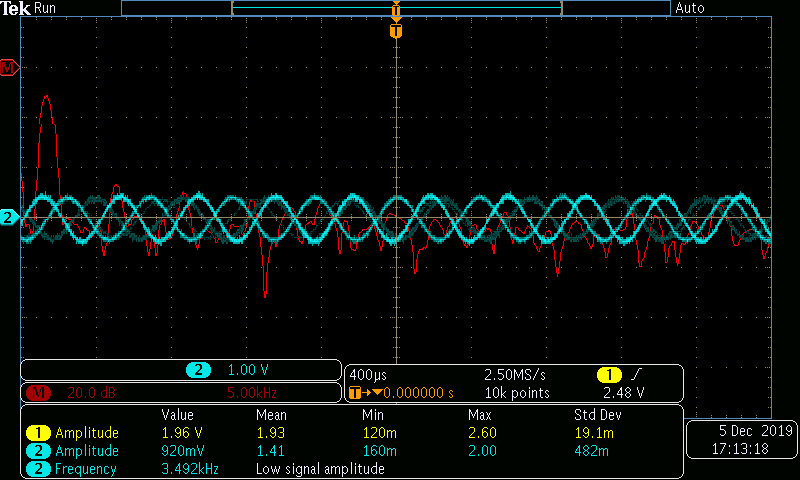 Tek Run Auto
T
T
M
2
2 1.00 V
M 20.0 dB 5.00kHz
400µs 2.50MS/s 1
T 0.000000 s 10k points 2.48 V
Value Mean Min Max Std Dev
1 Amplitude 1.96 V 1.93 120m 2.60 19.1m
2 Amplitude 920mV 1.41 160m 2.00 482m
2 Frequency 3.492kHz Low signal amplitude
5 Dec 2019
17:13:18